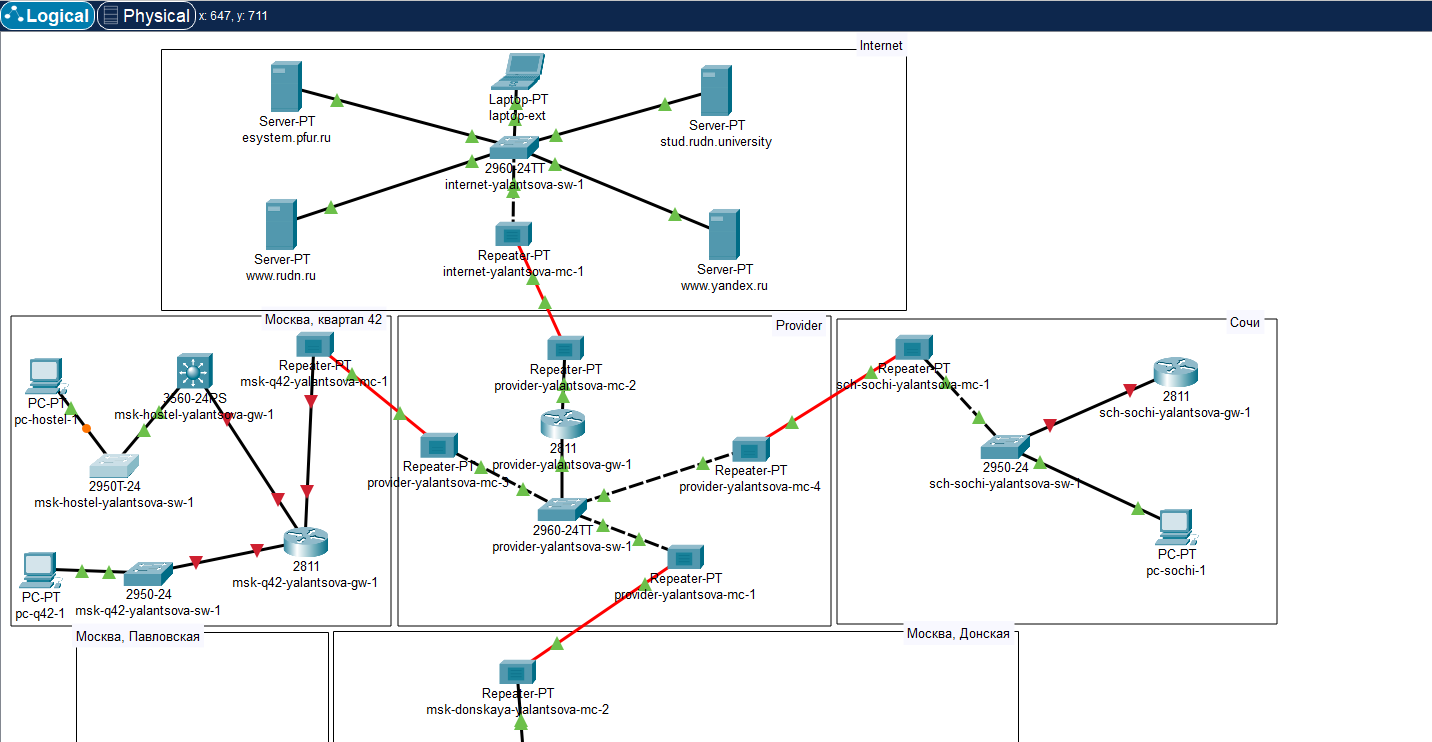 Logical
Physical
x: 647, y: 711
Internet
Laptop-PT
laptop-ext
Server-PT
esystem.pfur.ru
Server-PT
stud.rudn.university
2960-24TT
internet-yalantsova-sw-1
Server-PT
www.rudn.ru
Repeater-PT
internet-yalantsova-mc-1
Server-PT
www.yandex.ru
Москва, квартал 42
Repeater-PT
msk-q42-yalantsova-mc-1
PC-PT
pc-hostel-1
3560-24PS
msk-hostel-yalantsova-gw-1
2950T-24
msk-hostel-yalantsova-sw-1
2811
msk-q42-yalantsova-gw-1
PC-PT
pc-q42-1
2950-24
msk-q42-yalantsova-sw-1
Provider
Repeater-PT
provider-yalantsova-mc-2
2811
provider-yalantsova-gw-1
Repeater-PT
provider-yalantsova-mc-3
Repeater-PT
provider-yalantsova-mc-4
2960-24TT
provider-yalantsova-sw-1
Repeater-PT
provider-yalantsova-mc-1
Сочи
Repeater-PT
sch-sochi-yalantsova-mc-1
2811
sch-sochi-yalantsova-gw-1
2950-24
sch-sochi-yalantsova-sw-1
PC-PT
pc-sochi-1
Москва, Павловская
Москва, Донская
Repeater-PT
msk-donskaya-yalantsova-mc-2